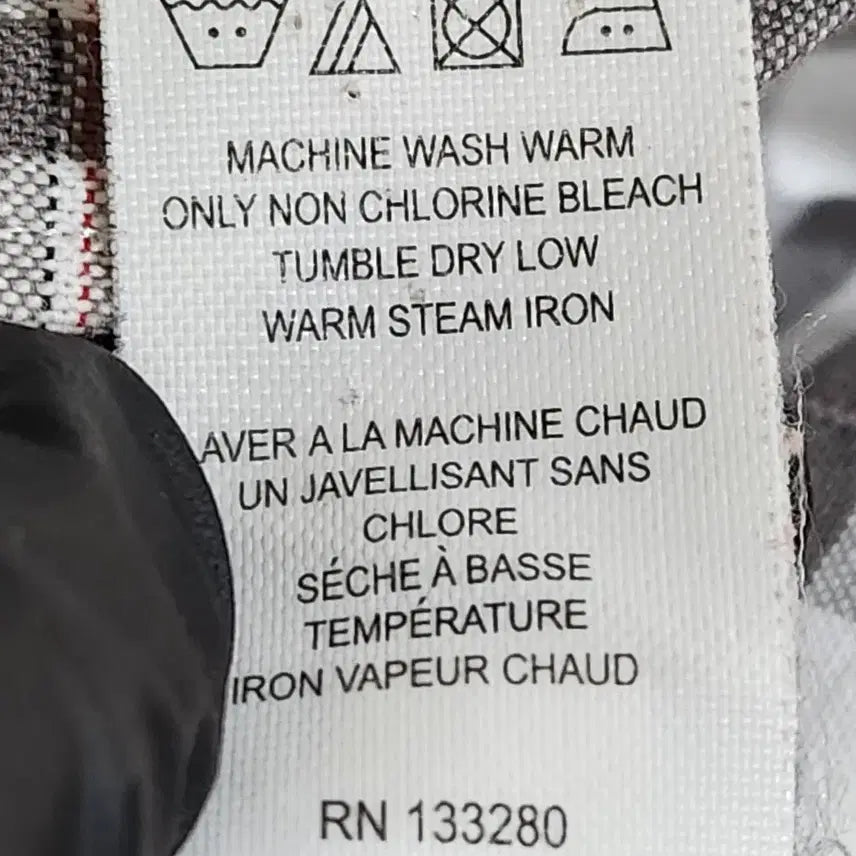 MACHINE WASH WARM
ONLY NON CHLORINE BLEACH
TUMBLE DRY LOW
WARM STEAM IRON
AVER A LA MACHINE CHAUD
UN JAVELLISANT SANS
CHLORE
SÉCHE À BASSE
TEMPÉRATURE
IRON VAPEUR CHAUD
RN 133280